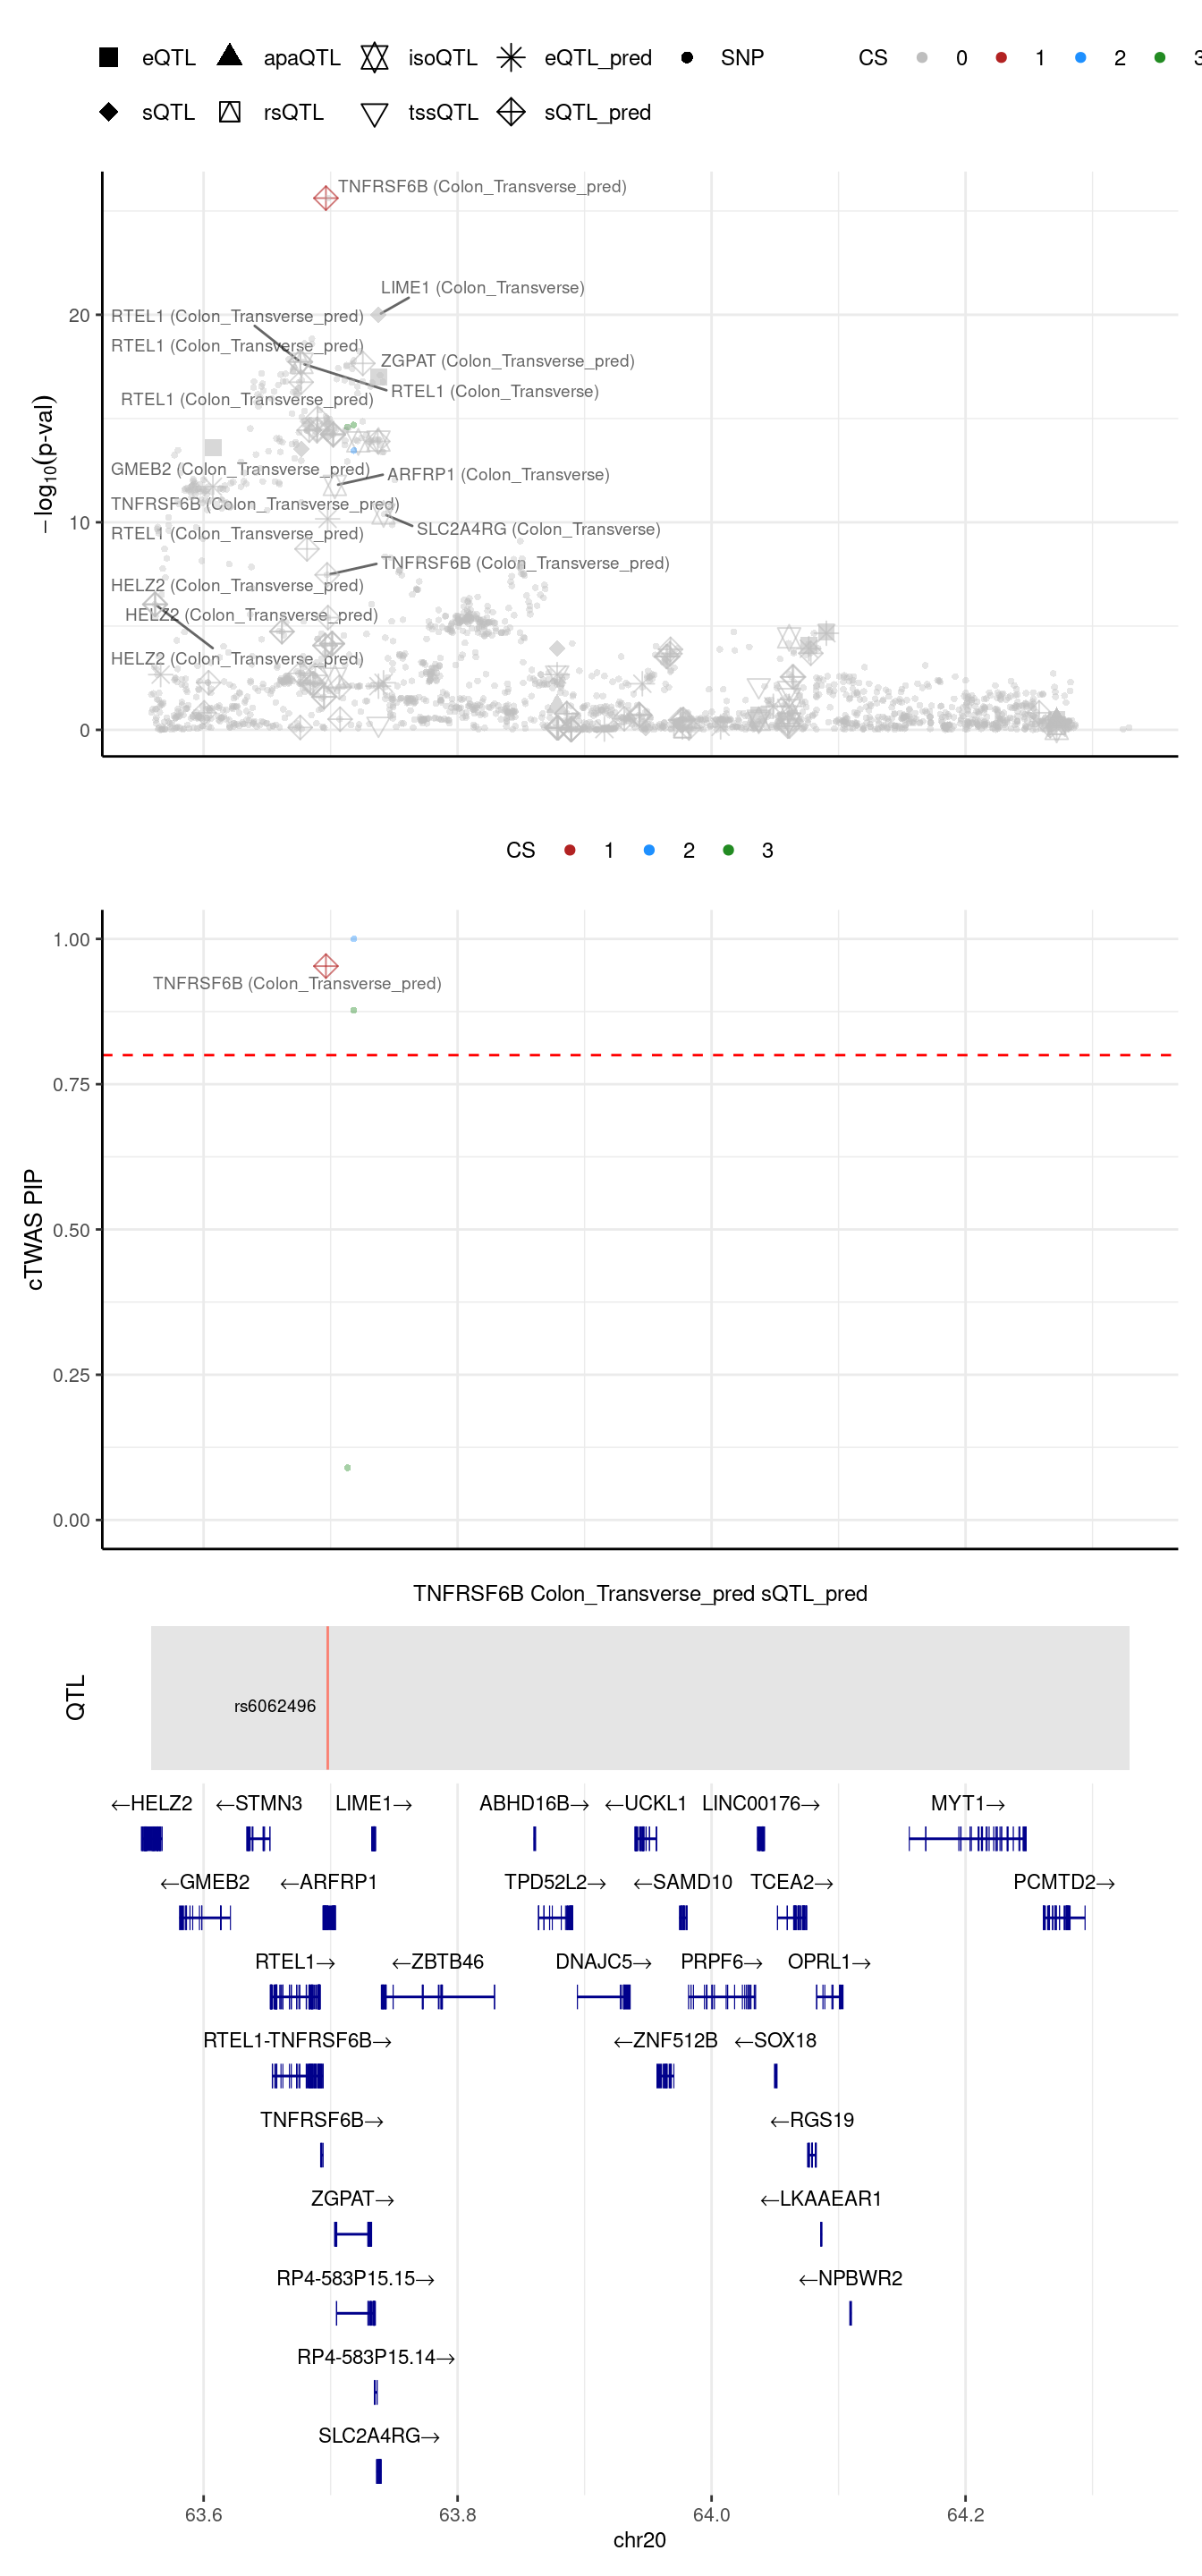 eQTL apaQTL isoQTL eQTL_pred SNP CS 0 1 2 3
sQTL rsQTL tssQTL sQTL_pred
TNFRSF6B (Colon_Transverse_pred)
LIME1 (Colon_Transverse)
RTEL1 (Colon_Transverse_pred)
20
RTEL1 (Colon_Transverse_pred)
ZGPAT (Colon_Transverse_pred)
RTEL1 (Colon_Transverse)
RTEL1 (Colon_Transverse_pred)
GMEB2 (Colon_Transverse_pred)
ARFRP1 (Colon_Transverse)
TNFRSF6B (Colon_Transverse_pred)
10
SLC2A4RG (Colon_Transverse)
RTEL1 (Colon_Transverse_pred)
TNFRSF6B (Colon_Transverse_pred)
HELZ2 (Colon_Transverse_pred)
HELZ2 (Colon_Transverse_pred)
HELZ2 (Colon_Transverse_pred)
0
−log10(p-val)
CS 1 2 3
1.00
TNFRSF6B (Colon_Transverse_pred)
0.75
0.50
0.25
0.00
cTWAS PIP
TNFRSF6B Colon_Transverse_pred sQTL_pred
QTL
rs6062496
←HELZ2 ←STMN3 LIME1→ ABHD16B→ ←UCKL1 LINC00176→ MYT1→
←GMEB2 ←ARFRP1 TPD52L2→ ←SAMD10 TCEA2→ PCMTD2→
RTEL1→ ←ZBTB46 DNAJC5→ PRPF6→ OPRL1→
RTEL1-TNFRSF6B→ ←ZNF512B ←SOX18
TNFRSF6B→ ←RGS19
ZGPAT→ ←LKAAEAR1
RP4-583P15.15→ ←NPBWR2
RP4-583P15.14→
SLC2A4RG→
63.6 63.8 64.0 64.2
chr20